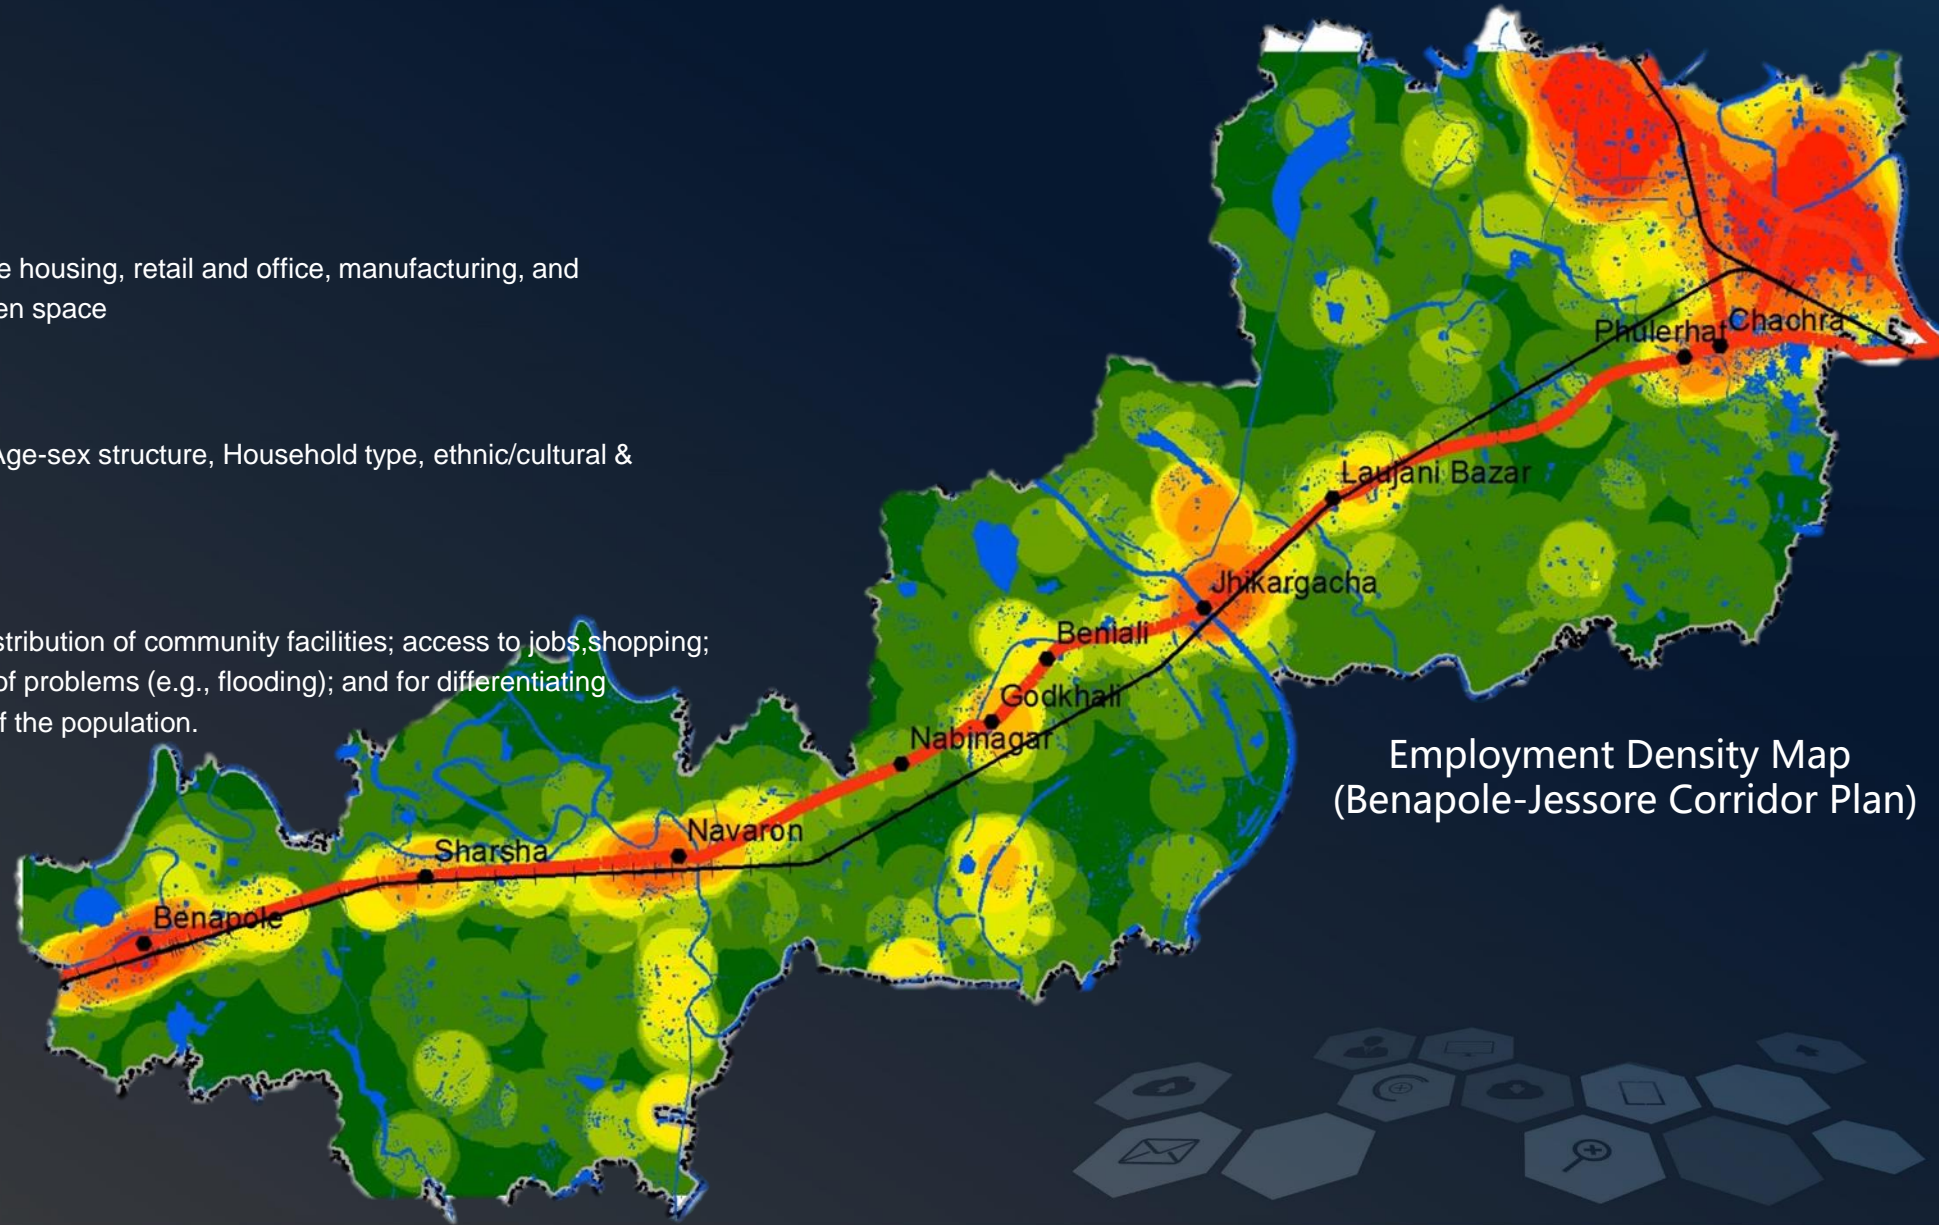 e housing, retail and office, manufacturing, and
en space
Age-sex structure, Household type, ethnic/cultural &
stribution of community facilities; access to jobs,shopping;
of problems (e.g., flooding); and for differentiating
f the population.
Phulerhat
Chachra
Laujani Bazar
Jhikargacha
Beniali
Godkhali
Nabinagar
Navaron
Sharsha
Benapole
Employment Density Map
(Benapole-Jessore Corridor Plan)